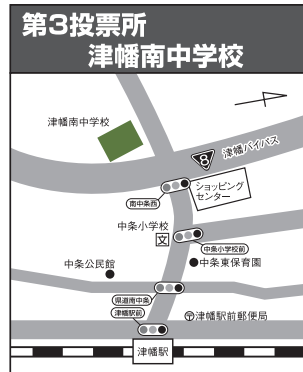 第3投票所
津幡南中学校
津幡南中学校
8
津幡バイパス
南中条西
ショッピング
センター
中条小学校
文
中条小学校前
中条公民館
中条東保育園
県道南中条
津幡駅前
津幡駅前郵便局
津幡駅